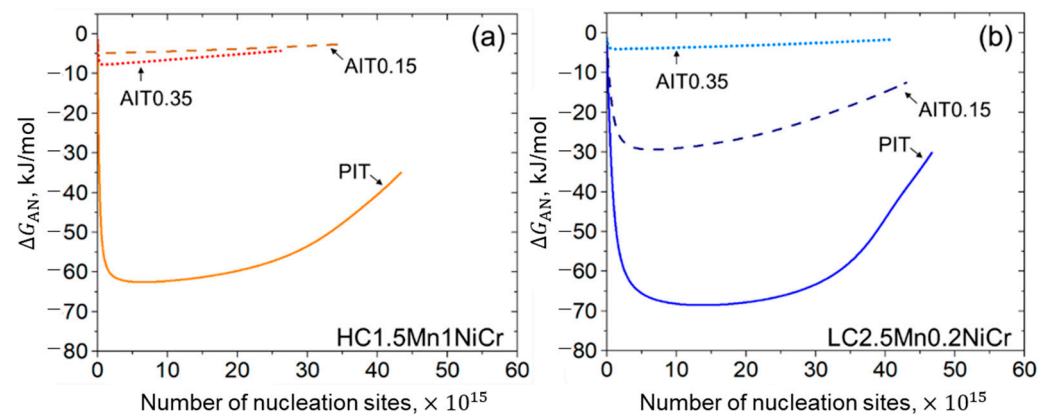 (a)
0
−10
−20
−30
−40
−50
−60
−70
−80
ΔG_AN, kJ/mol
AIT0.15
AIT0.35
PIT
HC1.5Mn1NiCr
0 10 20 30 40 50 60
Number of nucleation sites, × 10^15
(b)
0
−10
−20
−30
−40
−50
−60
−70
−80
ΔG_AN, kJ/mol
AIT0.35
AIT0.15
PIT
LC2.5Mn0.2NiCr
0 10 20 30 40 50 60
Number of nucleation sites, × 10^15